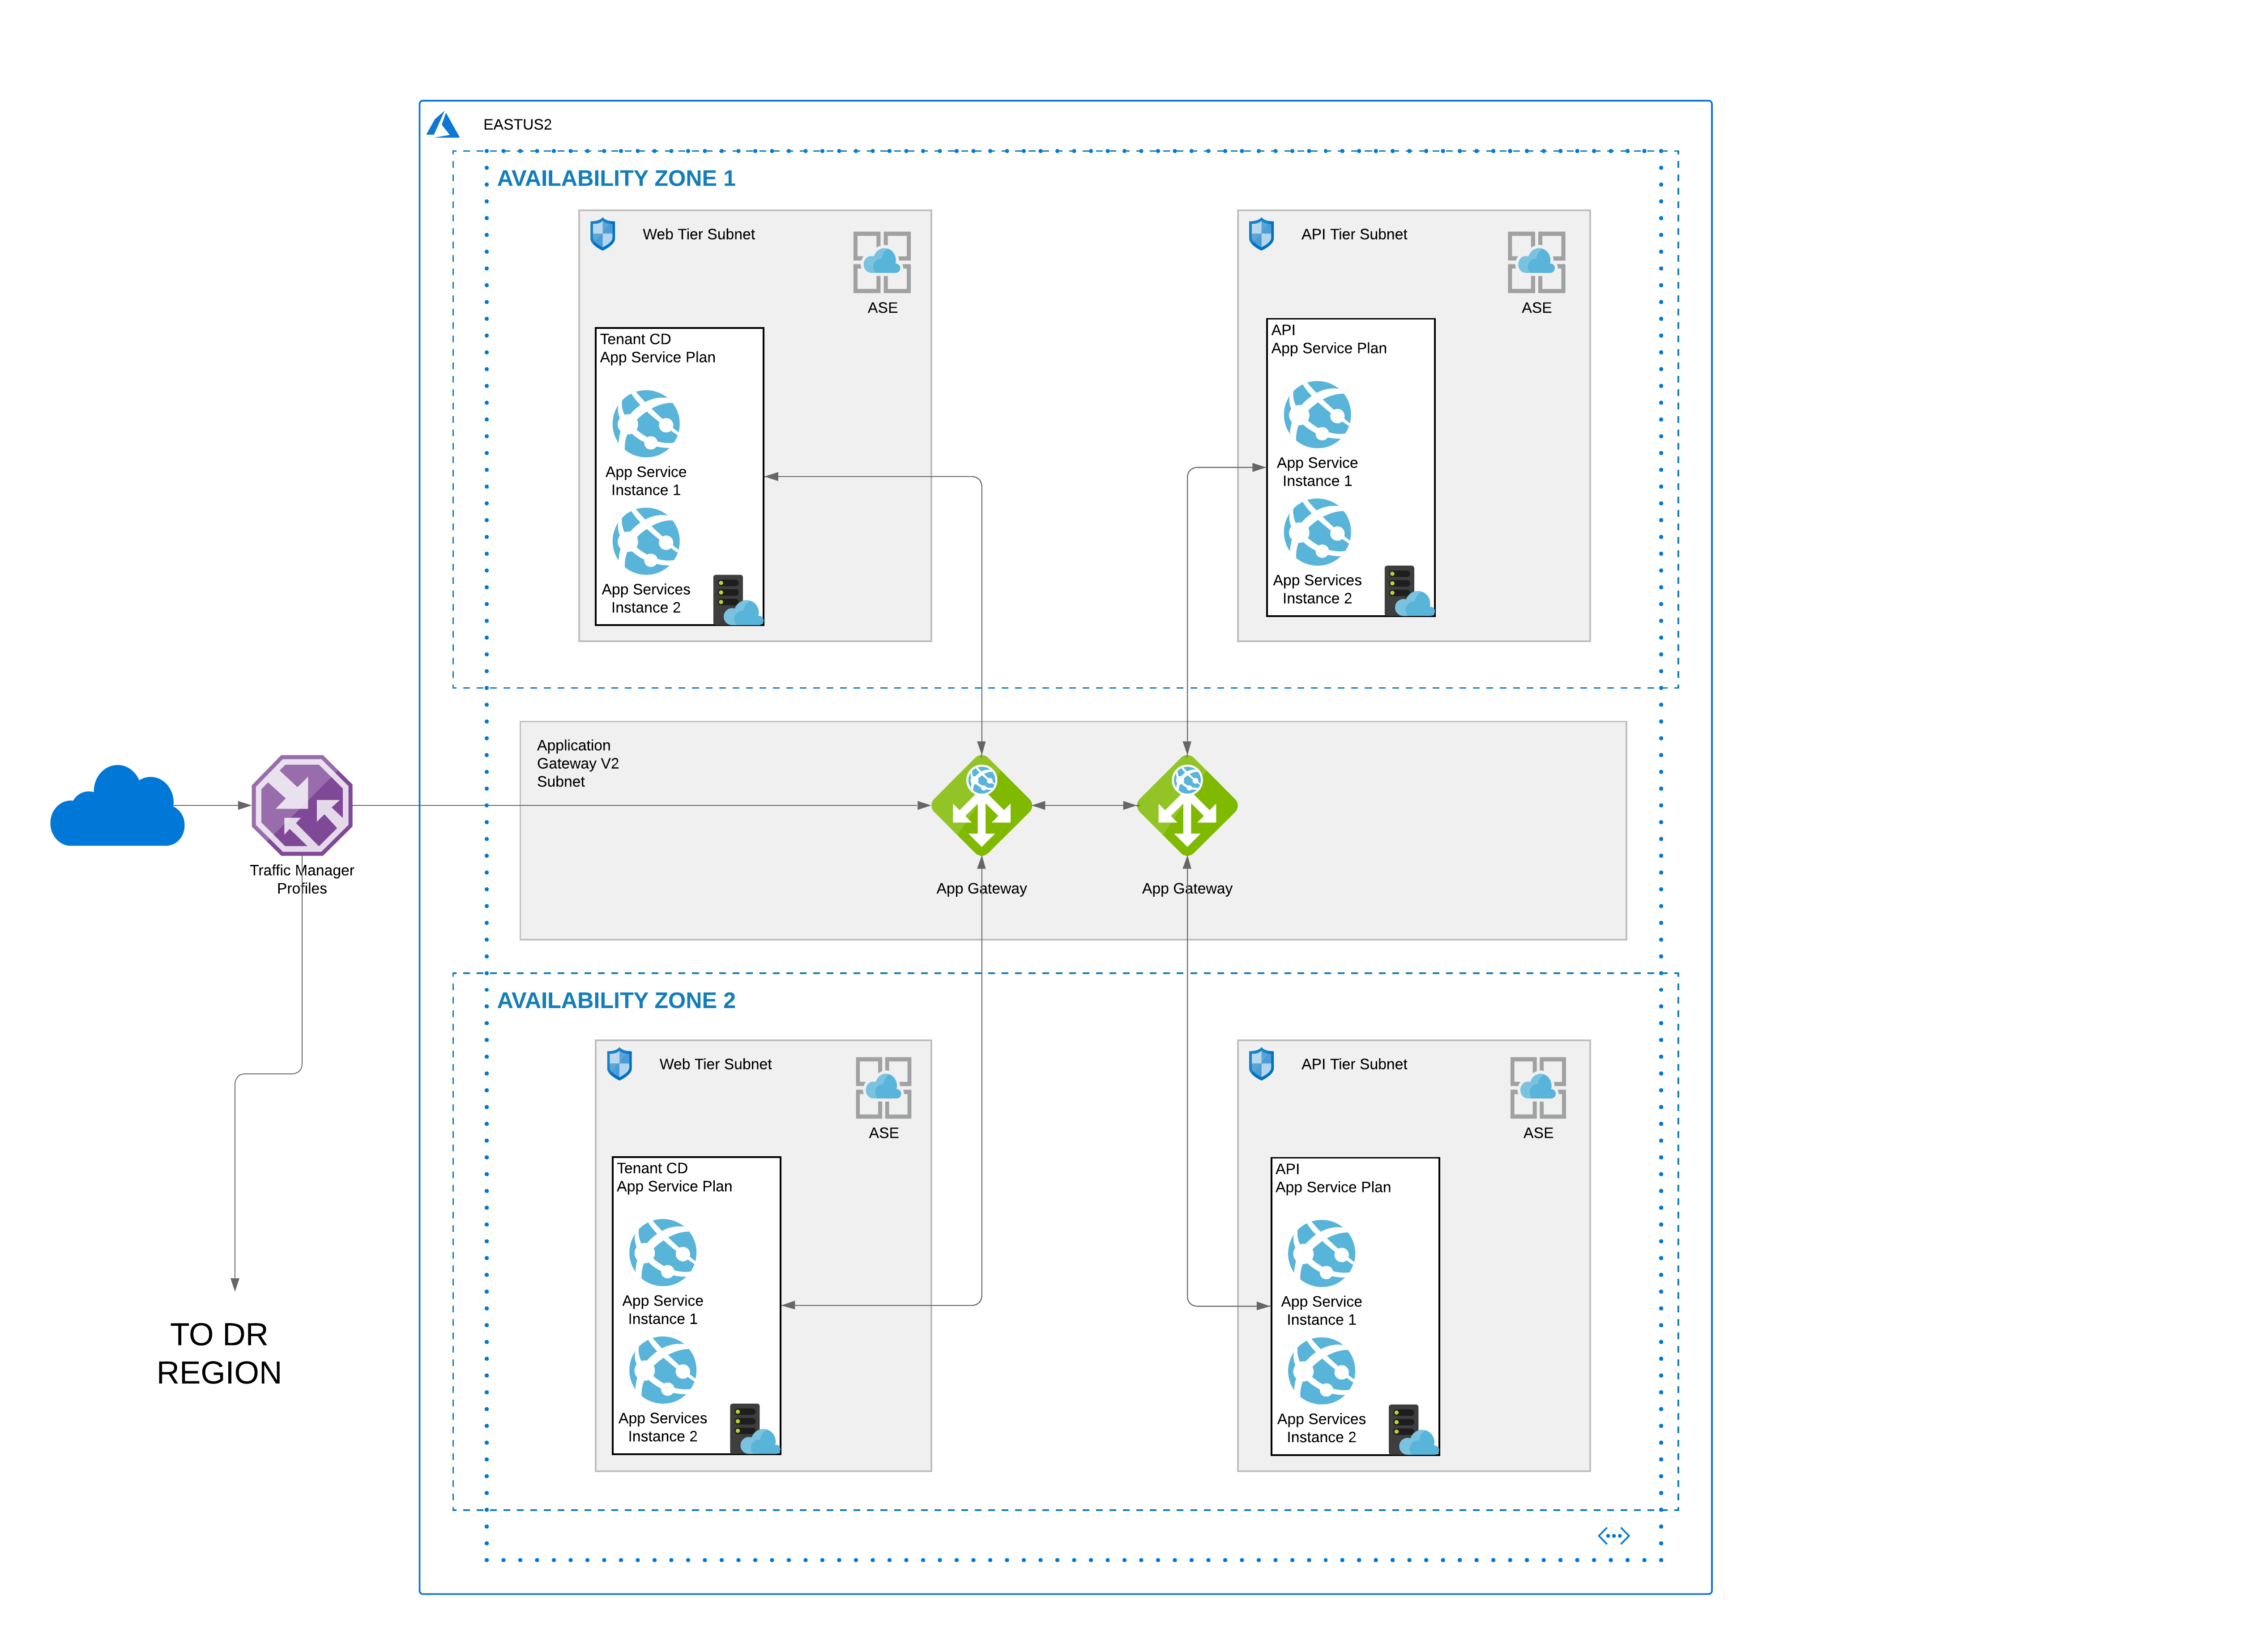 EASTUS2
AVAILABILITY ZONE 1
Web Tier Subnet
ASE
Tenant CD
App Service Plan
App Service
Instance 1
App Services
Instance 2
API Tier Subnet
ASE
API
App Service Plan
App Service
Instance 1
App Services
Instance 2
Application
Gateway V2
Subnet
Traffic Manager
Profiles
App Gateway
App Gateway
AVAILABILITY ZONE 2
Web Tier Subnet
ASE
Tenant CD
App Service Plan
App Service
Instance 1
App Services
Instance 2
API Tier Subnet
ASE
API
App Service Plan
App Service
Instance 1
App Services
Instance 2
TO DR
REGION